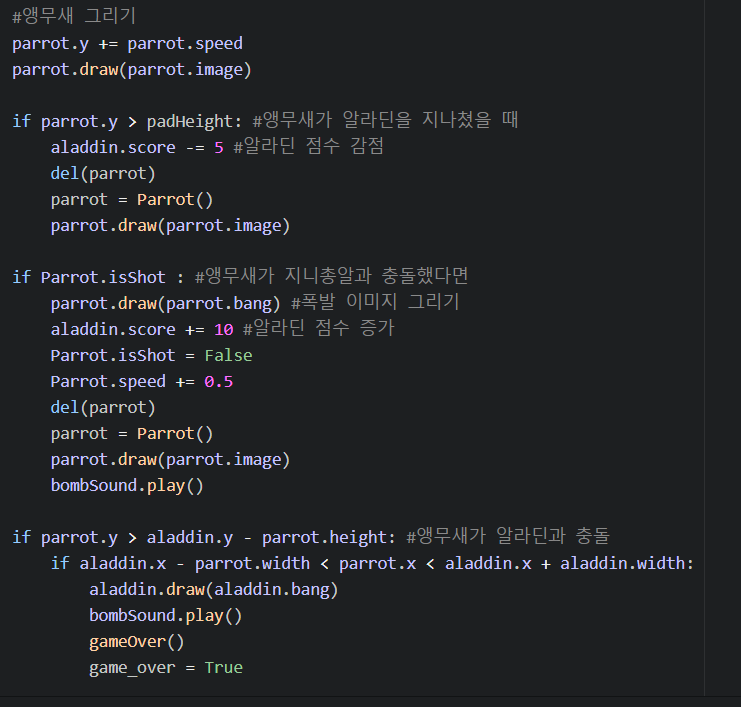 #앵무새 그리기
parrot.y += parrot.speed
parrot.draw(parrot.image)

if parrot.y > padHeight: #앵무새가 알라딘을 지나쳤을 때
    aladdin.score -= 5 #알라딘 점수 감점
    del(parrot)
    parrot = Parrot()
    parrot.draw(parrot.image)

if Parrot.isShot : #앵무새가 지니총알과 충돌했다면
    parrot.draw(parrot.bang) #폭발 이미지 그리기
    aladdin.score += 10 #알라딘 점수 증가
    Parrot.isShot = False
    Parrot.speed += 0.5
    del(parrot)
    parrot = Parrot()
    parrot.draw(parrot.image)
    bombSound.play()

if parrot.y > aladdin.y - parrot.height: #앵무새가 알라딘과 충돌
    if aladdin.x - parrot.width < parrot.x < aladdin.x + aladdin.width:
        aladdin.draw(aladdin.bang)
        bombSound.play()
        gameOver()
        game_over = True